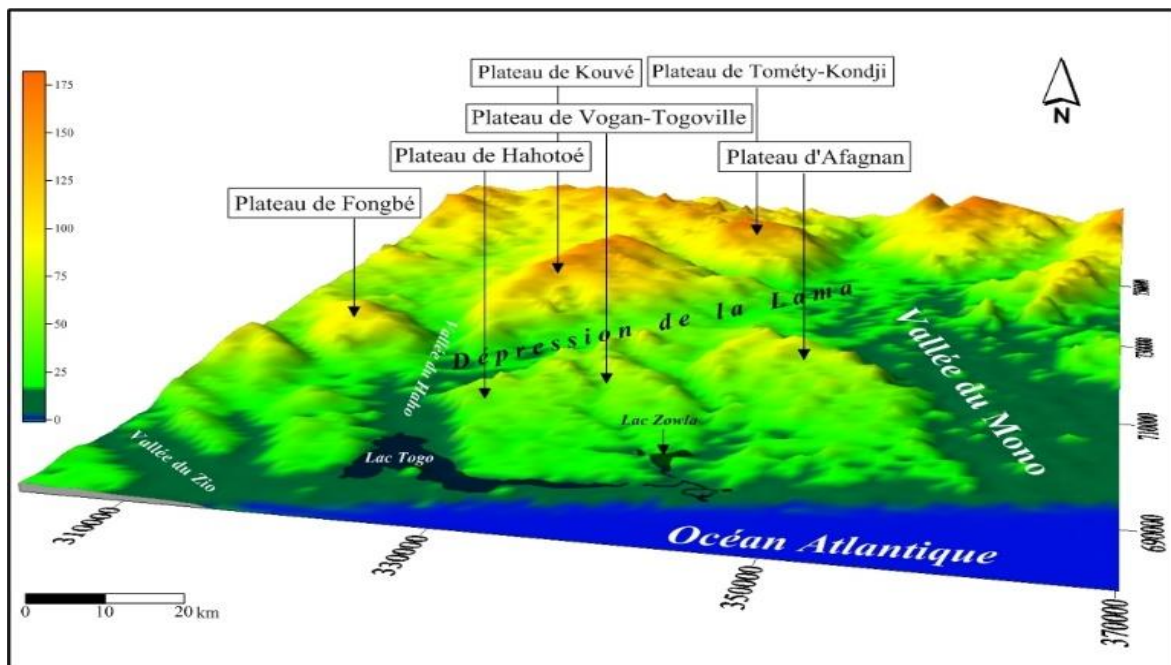 Plateau de Kouvé
Plateau de Tométy-Kondji
Plateau de Vogan-Togoville
Plateau de Hahotoé
Plateau d'Afagnan
Plateau de Fongbé
N
175
150
125
100
75
50
25
0
Dépression de la Lama
Vallée du Haho
Vallée du Mono
Lac Zowla
Lac Togo
Vallée du Zio
Océan Atlantique
730000
710000
690000
310000
330000
350000
370000
0 10 20 km